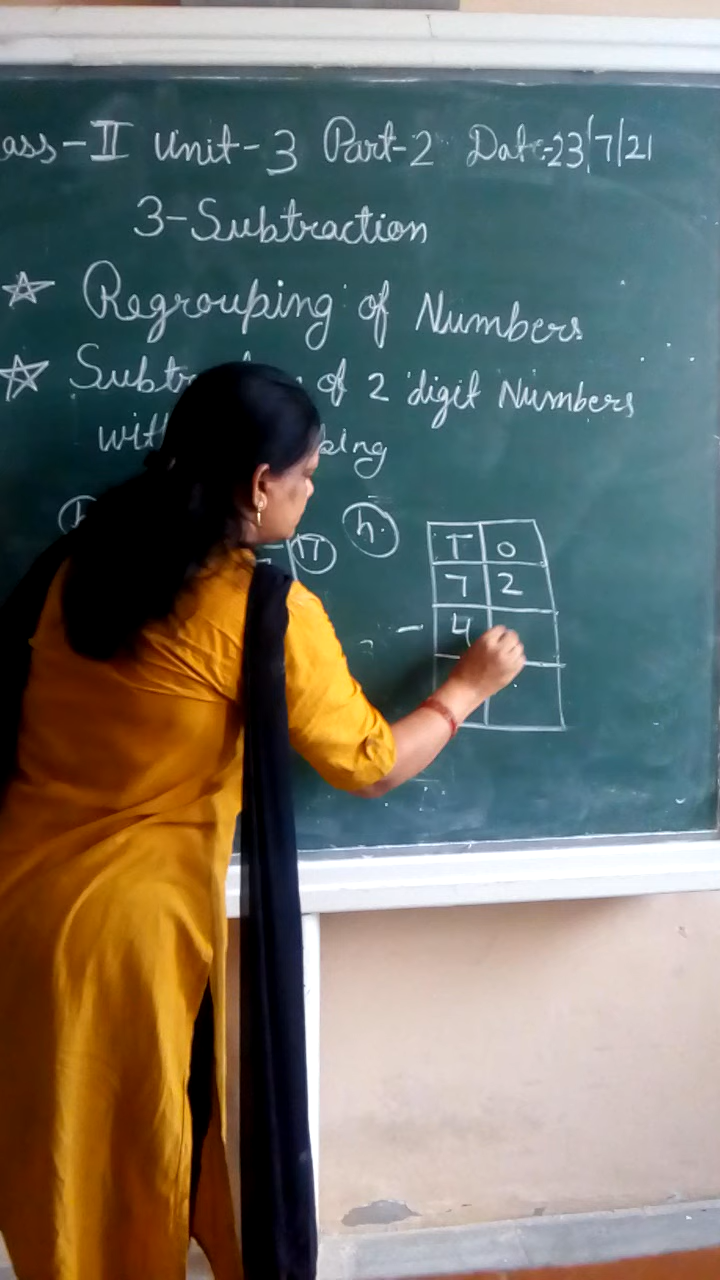 ass-II Unit-3 Part-2 Date:-23/7/21
3-Subtraction
☆ Regrouping of Numbers
☆ Subtr of 2 digit Numbers
with ping
h.
T O
7 2
- 4